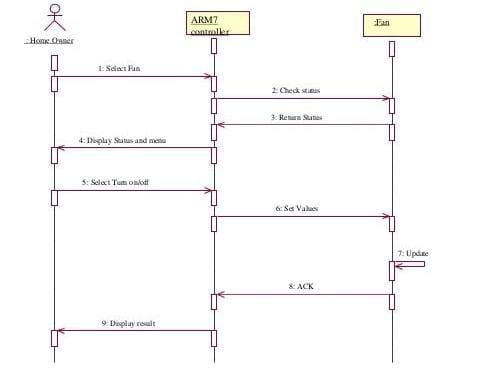 : Home Owner
ARM7
controller
:Fan
1: Select Fan
2: Check status
3: Return Status
4: Display Status and menu
5: Select Turn on/off
6: Set Values
7: Update
8: ACK
9: Display result